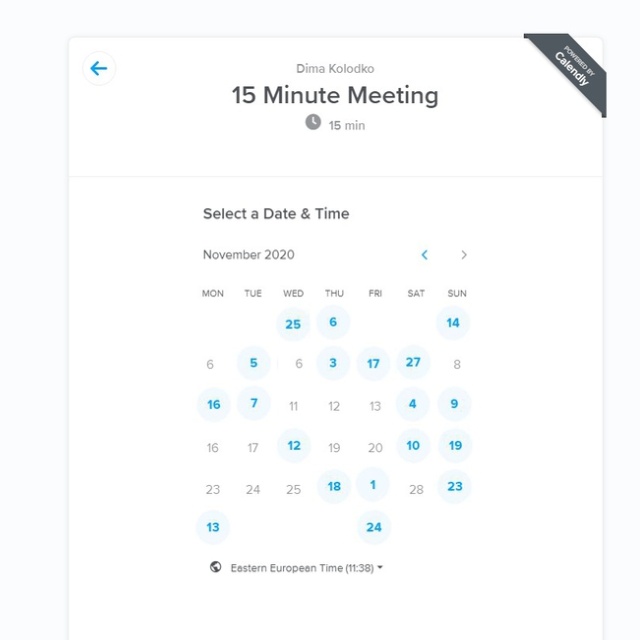 POWERED BY
Calendly
Dima Kolodko
15 Minute Meeting
15 min
Select a Date & Time
November 2020
MON TUE WED THU FRI SAT SUN
25 6 14
6 5 6 3 17 27 8
16 7 11 12 13 4 9
16 17 12 19 20 10 19
23 24 25 18 1 28 23
13 24
Eastern European Time (11:38)